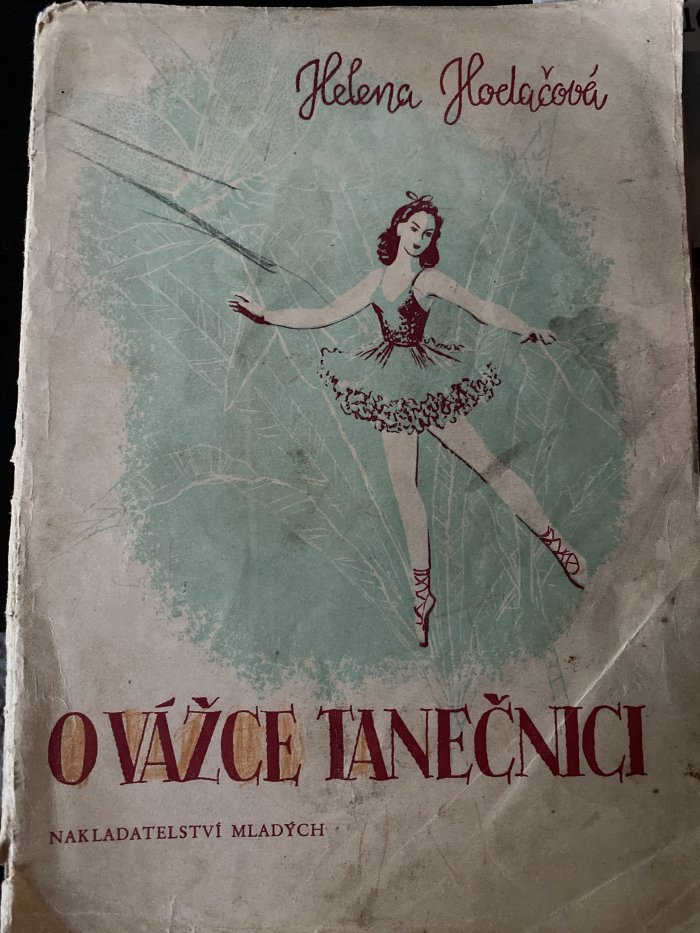 Helena Hodačová
O VÁŽCE TANEČNICI
NAKLADATELSTVÍ MLADÝCH